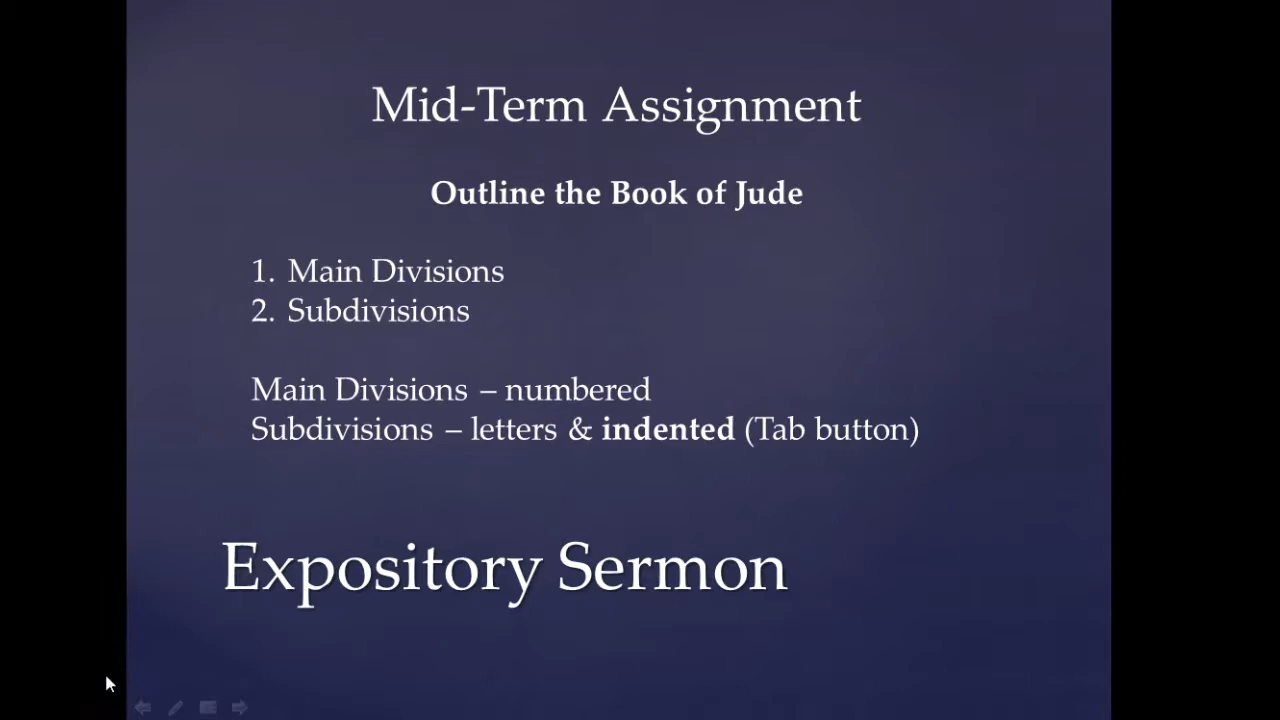 Mid-Term Assignment
Outline the Book of Jude
1. Main Divisions
2. Subdivisions
Main Divisions – numbered
Subdivisions – letters & indented (Tab button)
Expository Sermon